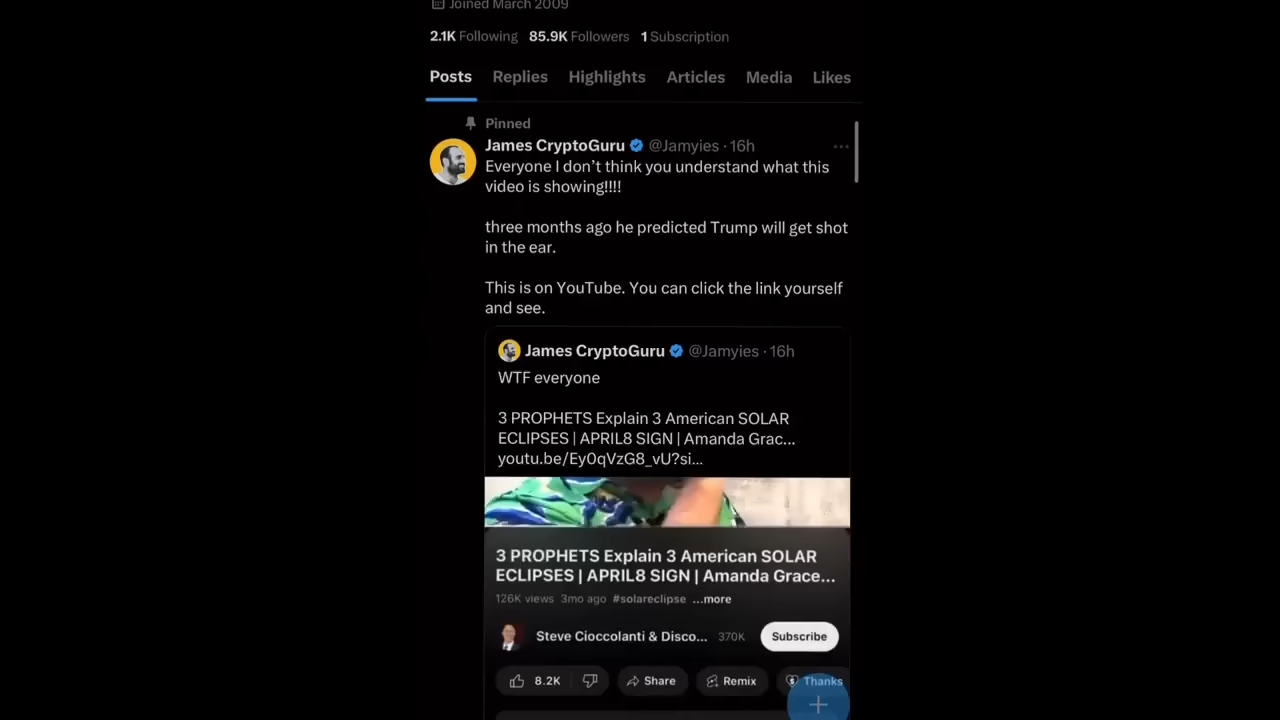 Joined March 2009
2.1K Following 85.9K Followers 1 Subscription
Posts Replies Highlights Articles Media Likes
Pinned
James CryptoGuru @Jamyies · 16h
Everyone I don’t think you understand what this
video is showing!!!!
three months ago he predicted Trump will get shot
in the ear.
This is on YouTube. You can click the link yourself
and see.
James CryptoGuru @Jamyies · 16h
WTF everyone
3 PROPHETS Explain 3 American SOLAR
ECLIPSES | APRIL8 SIGN | Amanda Grac...
youtu.be/Ey0qVzG8_vU?si...
3 PROPHETS Explain 3 American SOLAR
ECLIPSES | APRIL8 SIGN | Amanda Grace...
126K views 3mo ago #solareclipse ...more
Steve Cioccolanti & Disco... 370K Subscribe
8.2K Share Remix Thanks